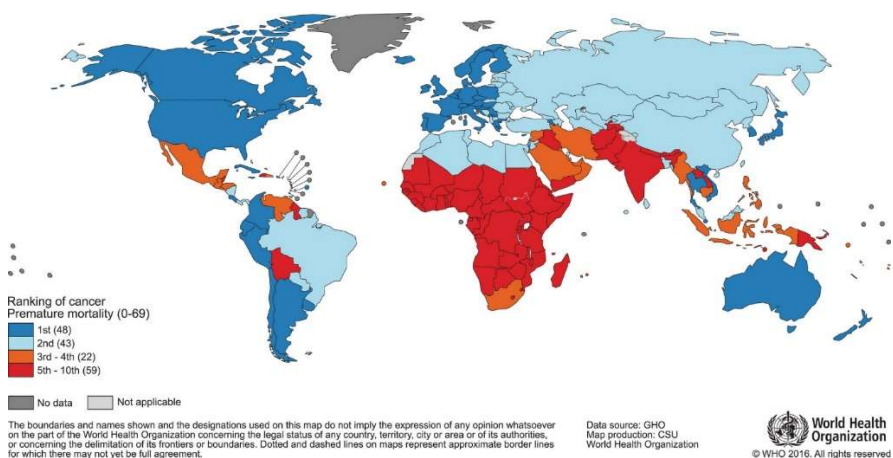 Ranking of cancer
Premature mortality (0-69)
1st (48)
2nd (43)
3rd - 4th (22)
5th - 10th (59)
No data
Not applicable
The boundaries and names shown and the designations used on this map do not imply the expression of any opinion whatsoever
on the part of the World Health Organization concerning the legal status of any country, territory, city or area or of its authorities,
or concerning the delimitation of its frontiers or boundaries. Dotted and dashed lines on maps represent approximate border lines
for which there may not yet be full agreement.
Data source: GHO
Map production: CSU
World Health Organization
World Health
Organization
© WHO 2016. All rights reserved